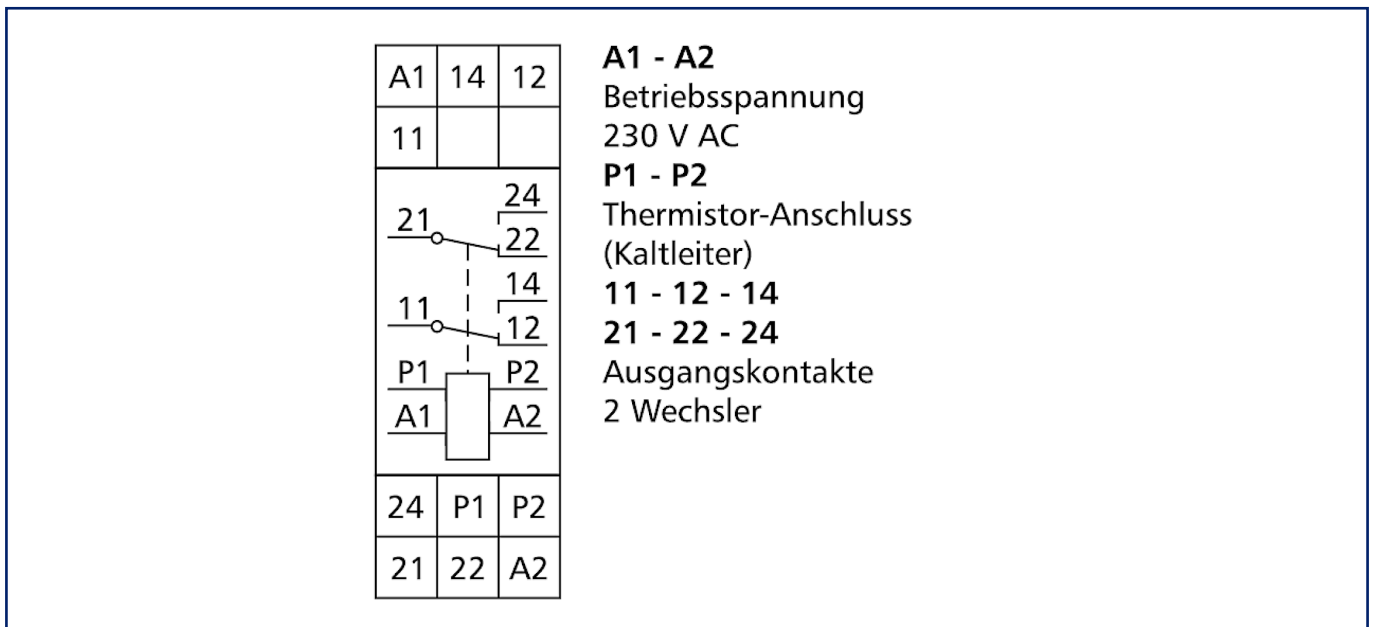 A1 14 12
11
24
21
22
14
11
12
P1 P2
A1 A2
24 P1 P2
21 22 A2
A1 - A2
Betriebsspannung
230 V AC
P1 - P2
Thermistor-Anschluss
(Kaltleiter)
11 - 12 - 14
21 - 22 - 24
Ausgangskontakte
2 Wechsler